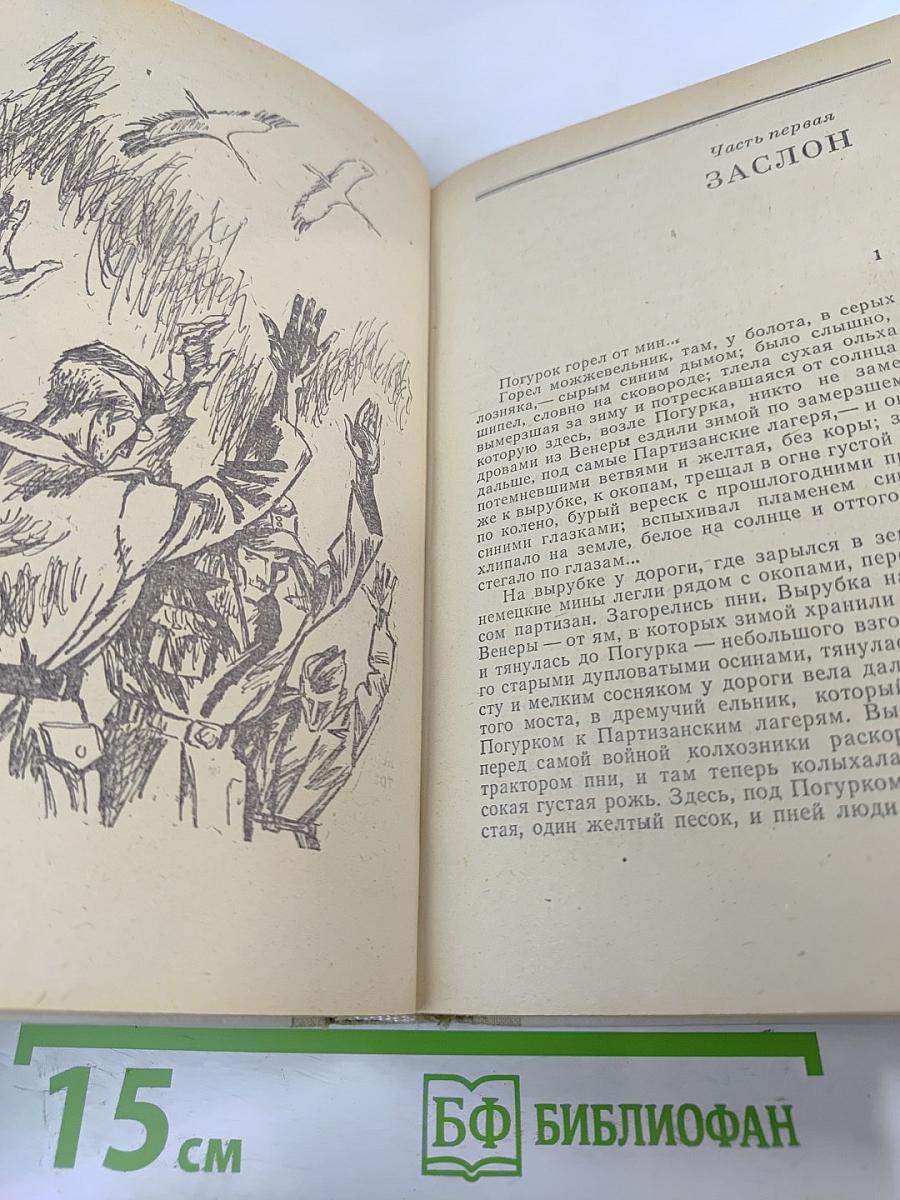 Часть первая
ЗАСЛОН
1
Погурок горел от мин...
Горел можжевельник, там, у болота, в серых
лозняка,— сырым синим дымом; было слышно,
шипел, словно на сковороде; тлела сухая ольха
вымерзшая за зиму и потрескавшаяся от солнца
которую здесь, возле Погурка, никто не заме
дровами из Венеры ездили зимой по замерзшем
дальше, под самые Партизанские лагеря,— и ог
потемневшими ветвями и желтая, без коры; з
же к вырубке, к окопам, трещал в огне густой
по колено, бурый вереск с прошлогодними пр
синими глазками; вспыхивал пламенем си
хлипало на земле, белое на солнце и оттого
стегало по глазам...
На вырубке у дороги, где зарылся в зем
немецкие мины легли рядом с окопами, пере
сом партизан. Загорелись пни. Вырубка на
Венеры — от ям, в которых зимой хранили
и тянулась до Погурка — небольшого взго
го старыми дупловатыми осинами, тянулас
сту и мелким сосняком у дороги вела дал
того моста, в дремучий ельник, который
Погурком к Партизанским лагерям. Вы
перед самой войной колхозники раскор
трактором пни, и там теперь колыхала
сокая густая рожь. Здесь, под Погурком
стая, один желтый песок, и пней люди
15 см
БФ БИБЛИОФАН